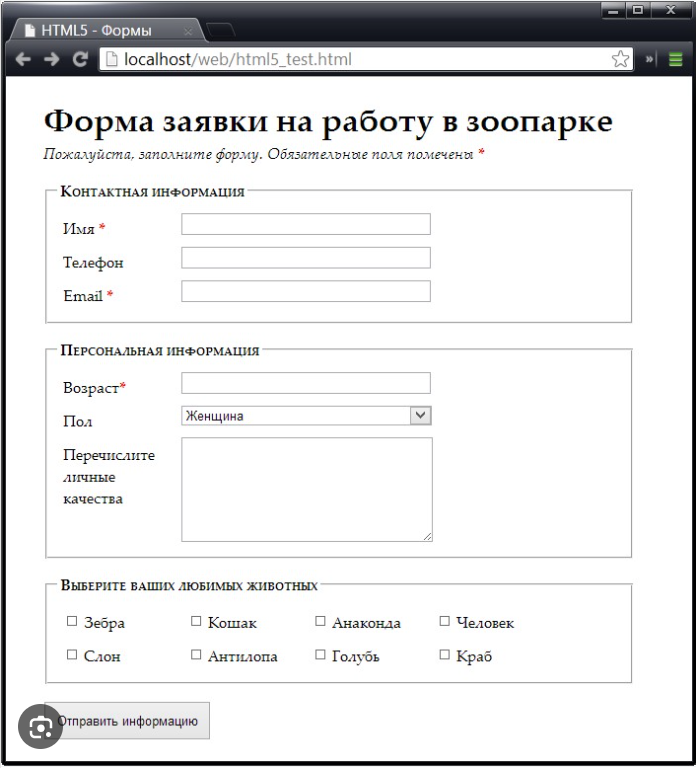 HTML5 - Формы
localhost/web/html5_test.html
Форма заявки на работу в зоопарке
Пожалуйста, заполните форму. Обязательные поля помечены *
Контактная информация
Имя *
Телефон
Email *
Персональная информация
Возраст*
Пол Женщина
Перечислите
личные
качества
Выберите ваших любимых животных
Зебра Кошак Анаконда Человек
Слон Антилопа Голубь Краб
Отправить информацию